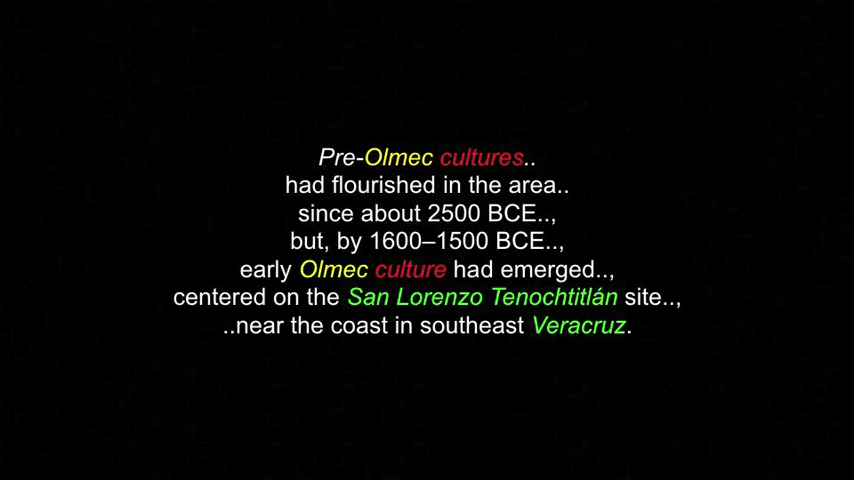 Pre-Olmec cultures..
had flourished in the area..
since about 2500 BCE..,
but, by 1600–1500 BCE..,
early Olmec culture had emerged..,
centered on the San Lorenzo Tenochtitlán site..,
..near the coast in southeast Veracruz.